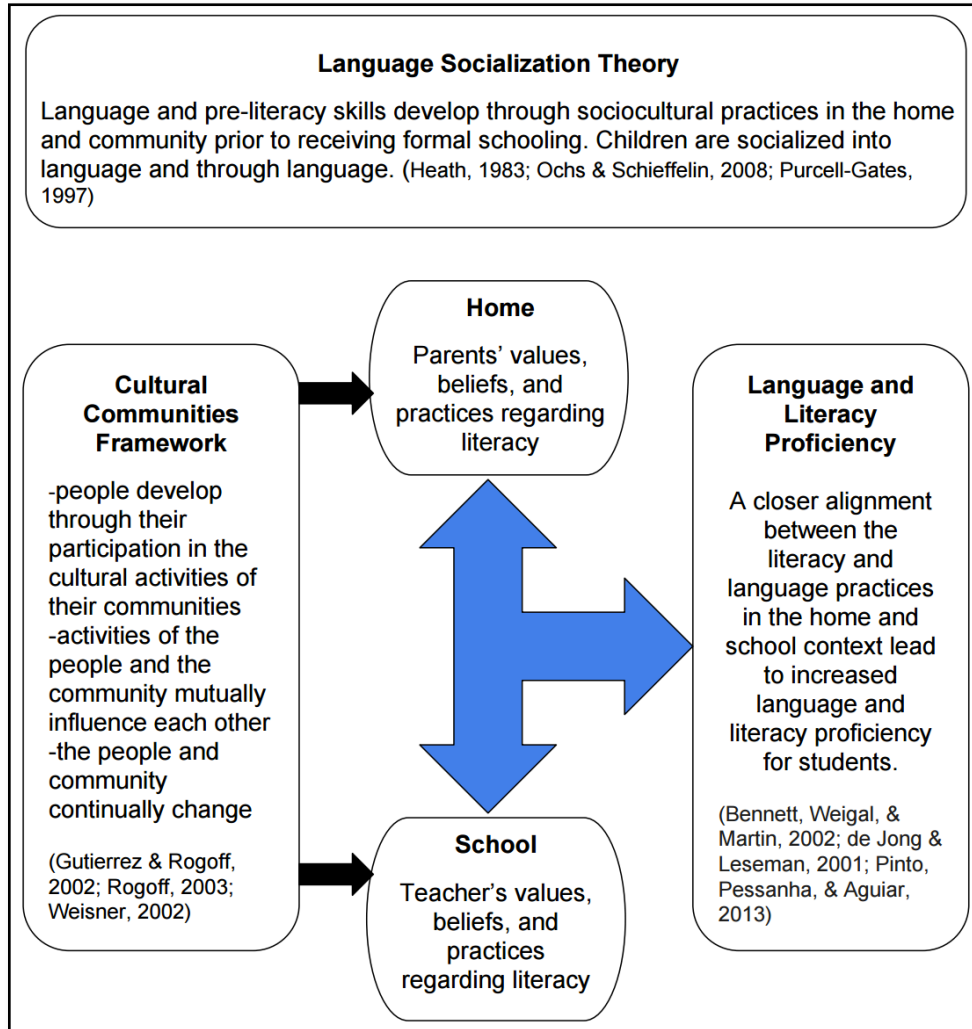 Language Socialization Theory
Language and pre-literacy skills develop through sociocultural practices in the home
and community prior to receiving formal schooling. Children are socialized into
language and through language. (Heath, 1983; Ochs & Schieffelin, 2008; Purcell-Gates,
1997)
Cultural
Communities
Framework
-people develop
through their
participation in the
cultural activities of
their communities
-activities of the
people and the
community mutually
influence each other
-the people and
community
continually change
(Gutierrez & Rogoff,
2002; Rogoff, 2003;
Weisner, 2002)
Home
Parents’ values,
beliefs, and
practices regarding
literacy
School
Teacher’s values,
beliefs, and
practices
regarding literacy
Language and
Literacy
Proficiency
A closer alignment
between the
literacy and
language practices
in the home and
school context lead
to increased
language and
literacy proficiency
for students.
(Bennett, Weigal, &
Martin, 2002; de Jong &
Leseman, 2001; Pinto,
Pessanha, & Aguiar,
2013)